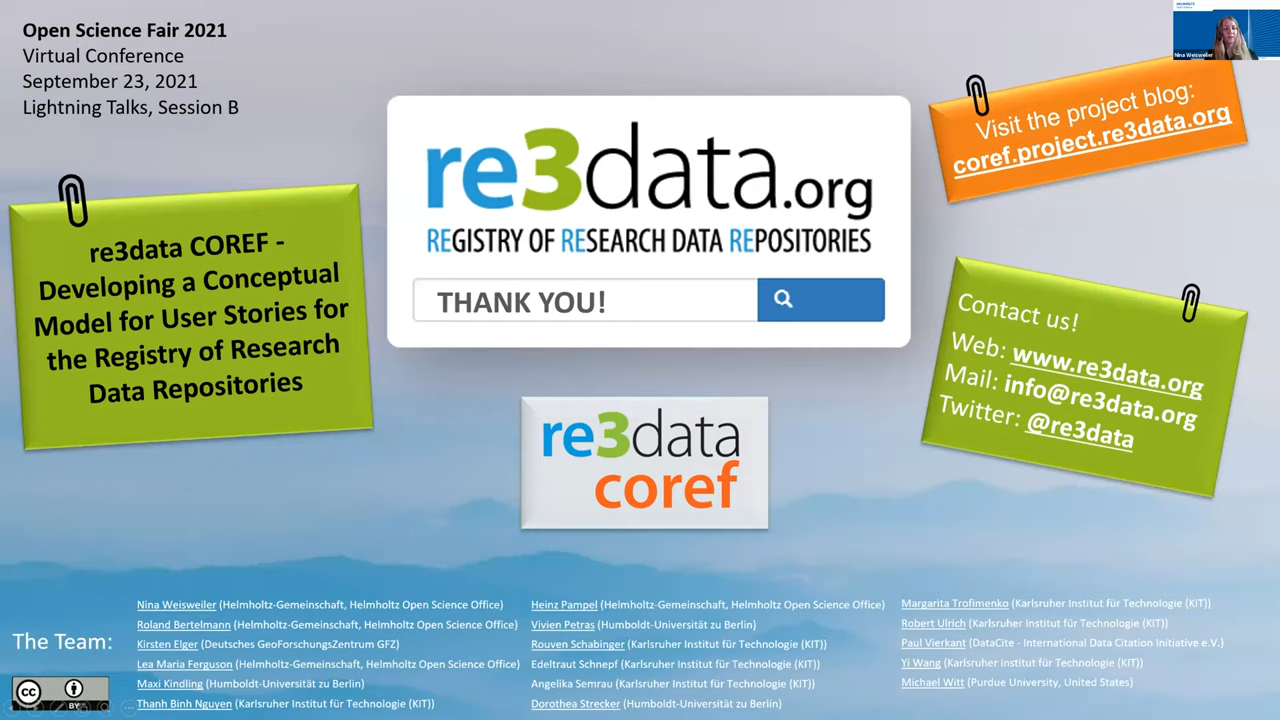 Open Science Fair 2021
Virtual Conference
September 23, 2021
Lightning Talks, Session B
Nina Weisweiler
re3data.org
REGISTRY OF RESEARCH DATA REPOSITORIES
THANK YOU!
Visit the project blog:
coref.project.re3data.org
re3data COREF -
Developing a Conceptual
Model for User Stories for
the Registry of Research
Data Repositories
Contact us!
Web: www.re3data.org
Mail: info@re3data.org
Twitter: @re3data
re3data
coref
The Team:
Nina Weisweiler (Helmholtz-Gemeinschaft, Helmholtz Open Science Office)
Roland Bertelmann (Helmholtz-Gemeinschaft, Helmholtz Open Science Office)
Kirsten Elger (Deutsches GeoForschungsZentrum GFZ)
Lea Maria Ferguson (Helmholtz-Gemeinschaft, Helmholtz Open Science Office)
Maxi Kindling (Humboldt-Universität zu Berlin)
Thanh Binh Nguyen (Karlsruher Institut für Technologie (KIT))
Heinz Pampel (Helmholtz-Gemeinschaft, Helmholtz Open Science Office)
Vivien Petras (Humboldt-Universität zu Berlin)
Rouven Schabinger (Karlsruher Institut für Technologie (KIT))
Edeltraut Schnepf (Karlsruher Institut für Technologie (KIT))
Angelika Semrau (Karlsruher Institut für Technologie (KIT))
Dorothea Strecker (Humboldt-Universität zu Berlin)
Margarita Trofimenko (Karlsruher Institut für Technologie (KIT))
Robert Ulrich (Karlsruher Institut für Technologie (KIT))
Paul Vierkant (DataCite - International Data Citation Initiative e.V.)
Yi Wang (Karlsruher Institut für Technologie (KIT))
Michael Witt (Purdue University, United States)
cc
BY